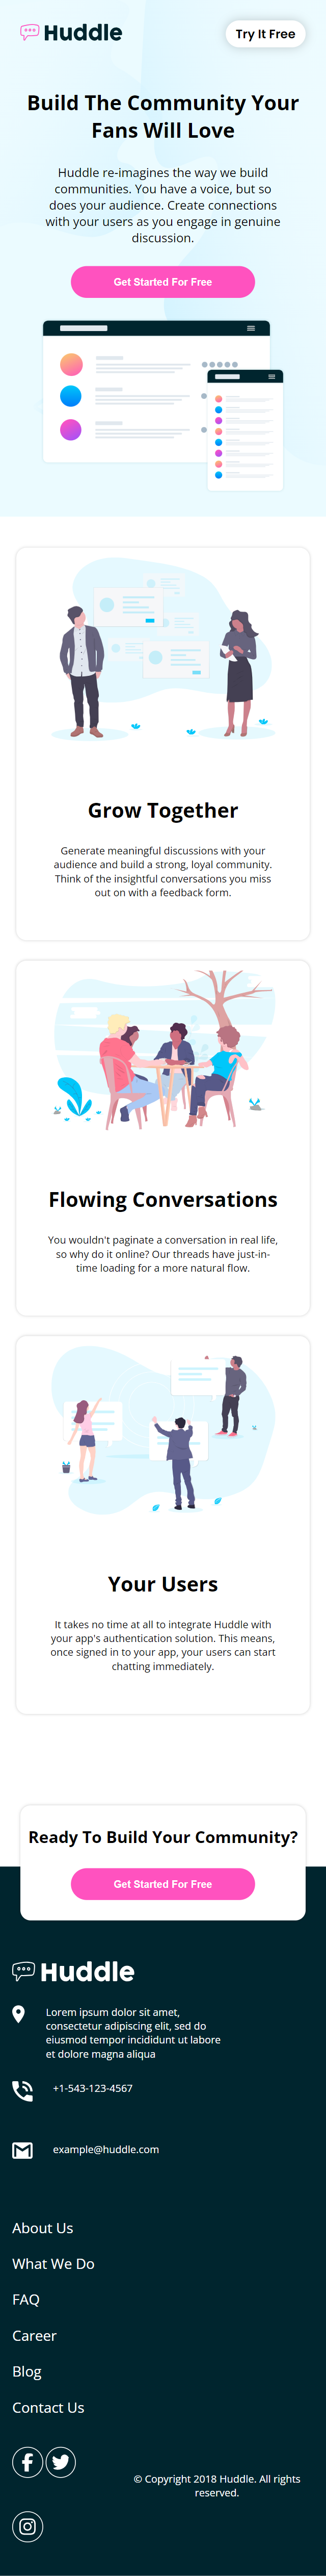 Huddle
Try It Free
Build The Community Your
Fans Will Love
Huddle re-imagines the way we build
communities. You have a voice, but so
does your audience. Create connections
with your users as you engage in genuine
discussion.
Get Started For Free
Grow Together
Generate meaningful discussions with your
audience and build a strong, loyal community.
Think of the insightful conversations you miss
out on with a feedback form.
Flowing Conversations
You wouldn't paginate a conversation in real life,
so why do it online? Our threads have just-in-
time loading for a more natural flow.
Your Users
It takes no time at all to integrate Huddle with
your app's authentication solution. This means,
once signed in to your app, your users can start
chatting immediately.
Ready To Build Your Community?
Get Started For Free
Huddle
Lorem ipsum dolor sit amet,
consectetur adipiscing elit, sed do
eiusmod tempor incididunt ut labore
et dolore magna aliqua
+1-543-123-4567
example@huddle.com
About Us
What We Do
FAQ
Career
Blog
Contact Us
© Copyright 2018 Huddle. All rights
reserved.